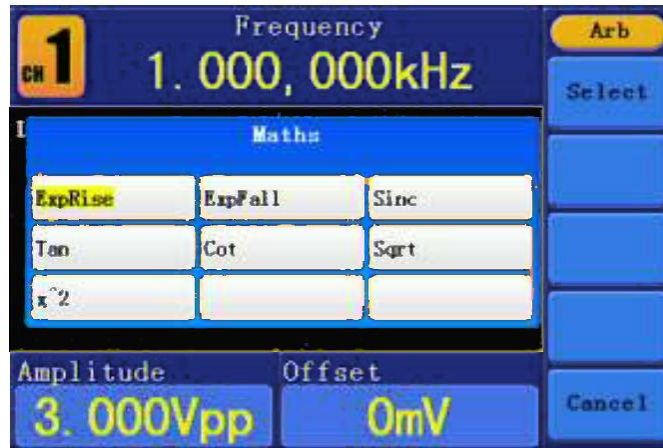 Frequency
CH 1
1.000,000kHz
Arb
Select
Maths
ExpRise
ExpFall
Sinc
Tan
Cot
Sqrt
x^2
Amplitude
Offset
3.000Vpp
0mV
Cancel